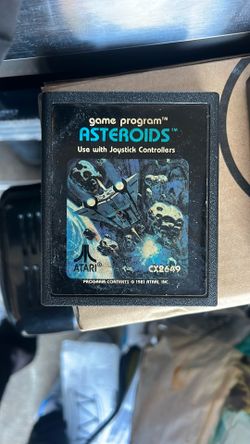 game program™
ASTEROIDS™
Use with Joystick Controllers
ATARI®
CX2649
PROGRAM CONTENTS © 1981 ATARI, INC.